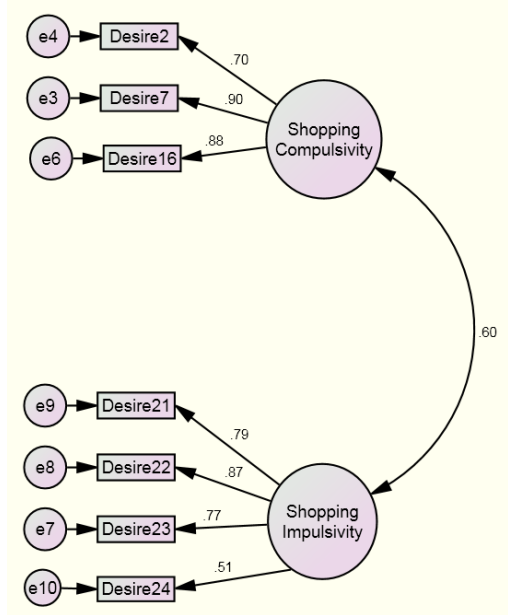 e4
Desire2
.70
e3
Desire7
.90
Shopping
Compulsivity
e6
Desire16
.88
.60
e9
Desire21
.79
e8
Desire22
.87
Shopping
Impulsivity
e7
Desire23
.77
e10
Desire24
.51